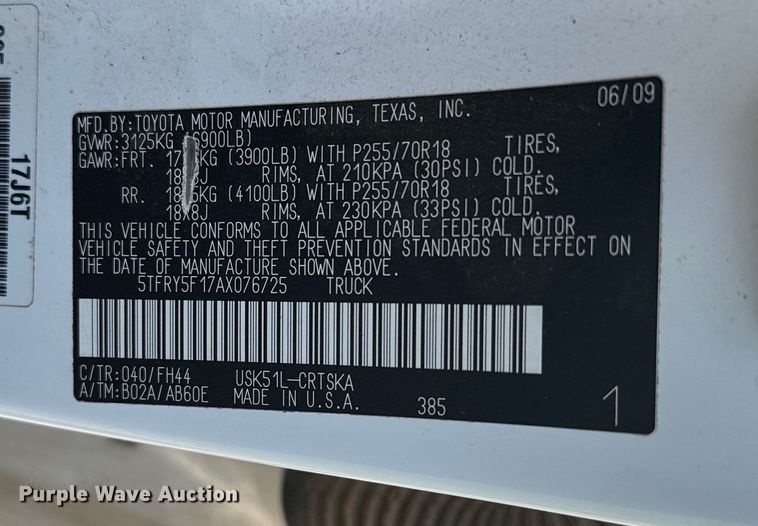 17J6T
06/09
MFD.BY:TOYOTA MOTOR MANUFACTURING, TEXAS, INC.
GVWR:3125KG (6900LB)
GAWR:FRT. KG (3900LB) WITH P255/70R18 TIRES,
RIMS, AT 210KPA (30PSI) COLD.
RR. KG (4100LB) WITH P255/70R18 TIRES,
18X8J RIMS, AT 230KPA (33PSI) COLD.
THIS VEHICLE CONFORMS TO ALL APPLICABLE FEDERAL MOTOR
VEHICLE SAFETY AND THEFT PREVENTION STANDARDS IN EFFECT ON
THE DATE OF MANUFACTURE SHOWN ABOVE.
5TFRY5F17AX076725 TRUCK
C/TR:040/FH44 USK51L-CRTSKA
A/TM:B02A/AB60E MADE IN U.S.A. 385 1
Purple Wave Auction